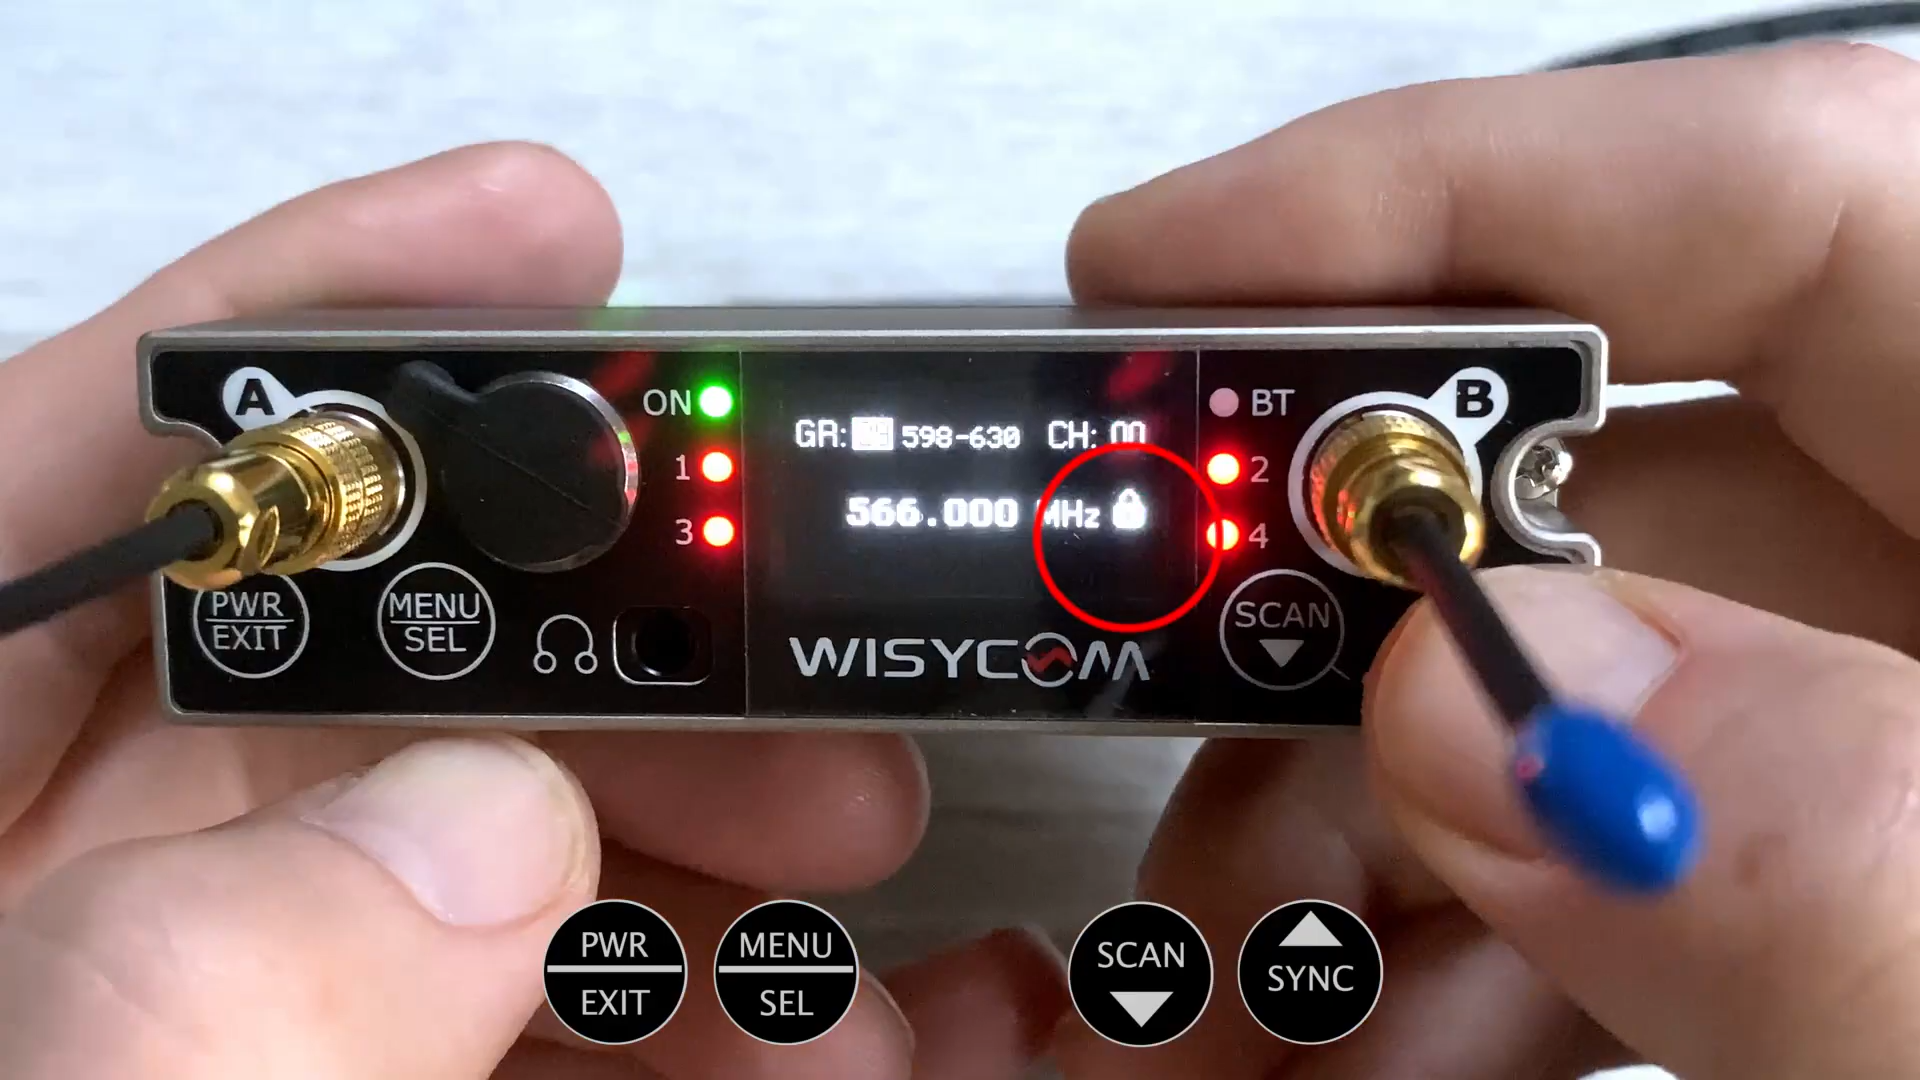 A
ON
1
3
GR: 598-630 CH: 00
566.000 MHz
BT
2
4
B
PWR
EXIT
MENU
SEL
WISYCOM
SCAN
PWR
EXIT
MENU
SEL
SCAN
SYNC